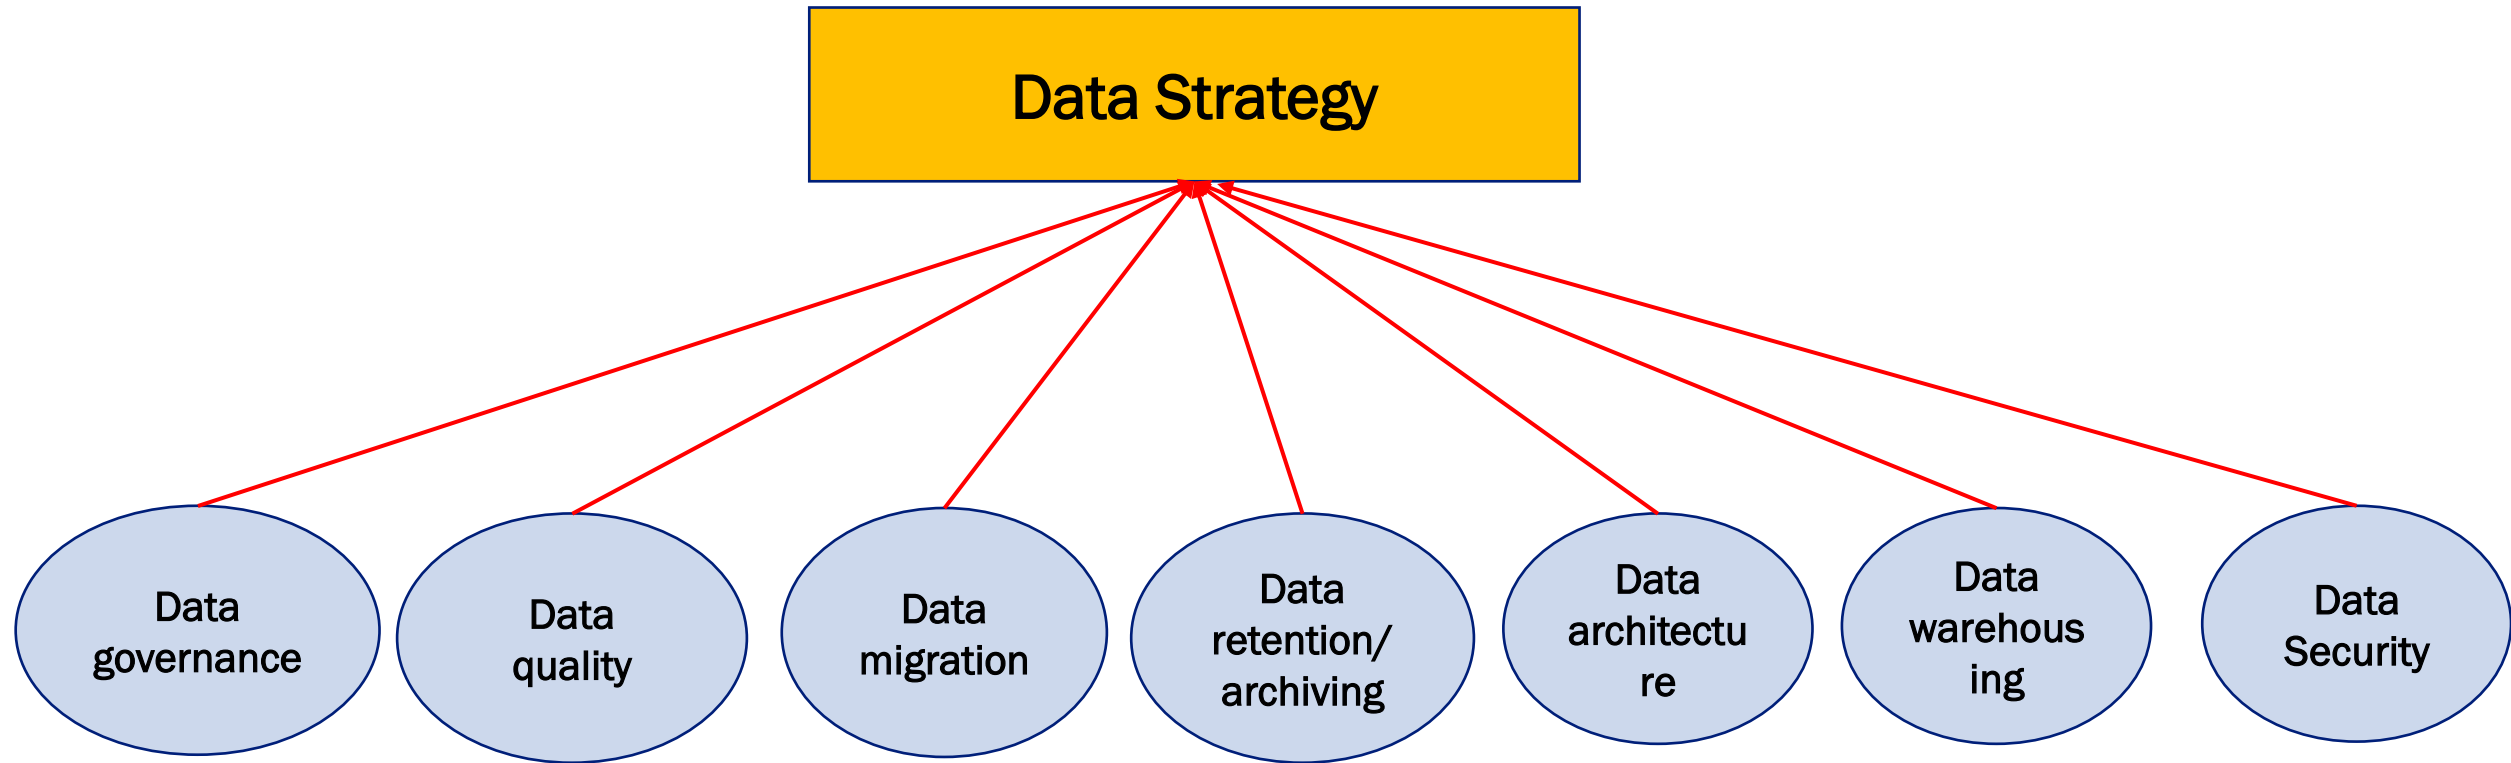 Data Strategy
Data
governance
Data
quality
Data
migration
Data
retention/
archiving
Data
architectu
re
Data
warehous
ing
Data
Security